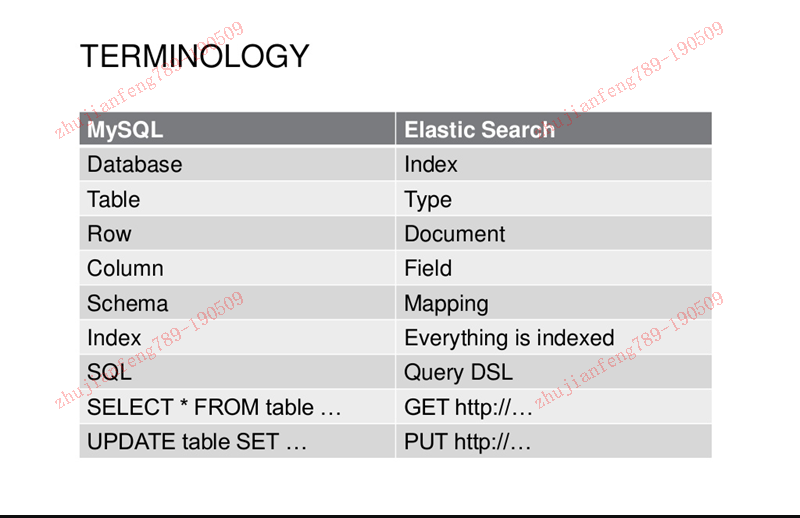 TERMINOLOGY
MySQL Elastic Search
Database Index
Table Type
Row Document
Column Field
Schema Mapping
Index Everything is indexed
SQL Query DSL
SELECT * FROM table … GET http://…
UPDATE table SET … PUT http://…
zhujianfeng789-190509
zhujianfeng789-190509
zhujianfeng789-190509
zhujianfeng789-190509